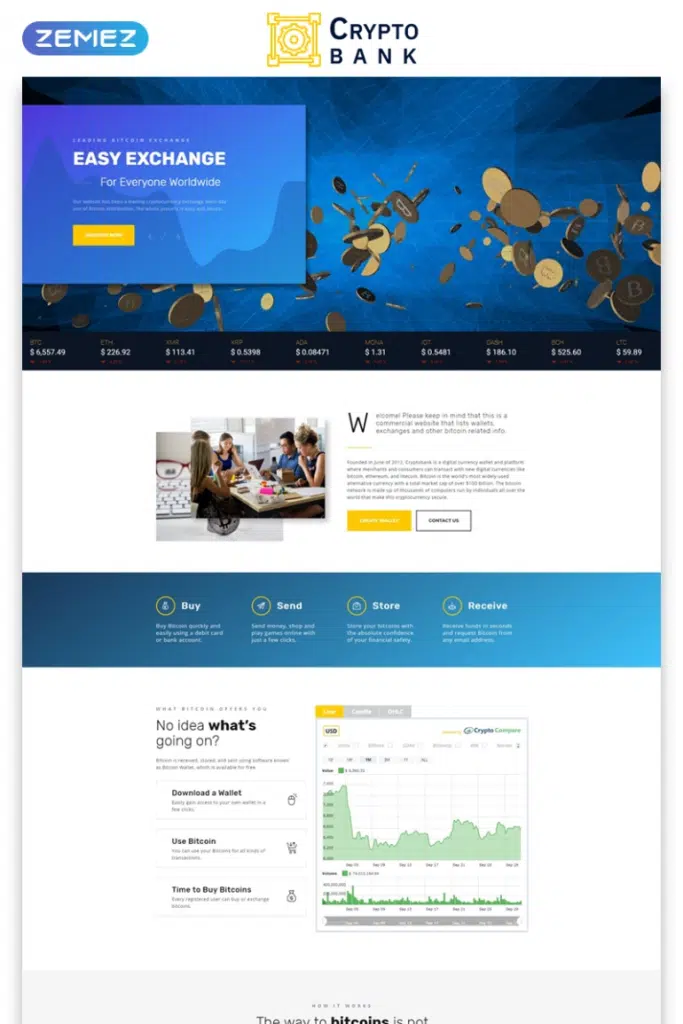 ZEMEZ
CRYPTO
BANK
LEADING BITCOIN EXCHANGE
EASY EXCHANGE
For Everyone Worldwide
BTC ETH XMR XRP ADA MONA IOT DASH BCH LTC
$ 6,557.49 $ 226.92 $ 113.41 $ 0.5398 $ 0.08471 $ 1.31 $ 0.5481 $ 186.10 $ 525.60 $ 59.89
Welcome! Please keep in mind that this is a
commercial website that lists wallets,
exchanges and other bitcoin related info.
Founded in June of 2012, Cryptobank is a digital currency wallet and platform
where merchants and consumers can transact with new digital currencies like
bitcoin, ethereum, and litecoin. Bitcoin is the world's most widely used
alternative currency with a total market cap of over $100 billion. The bitcoin
network is made up of thousands of computers run by individuals all over the
world that make this cryptocurrency secure.
CREATE WALLET CONTACT US
Buy Send Store Receive
Buy Bitcoin quickly and Send money, shop and Store your bitcoins with Receive funds in seconds
easily using a debit card play games online with the absolute confidence and request Bitcoin from
or bank account. just a few clicks. of your financial safety. any email address.
WHAT BITCOIN OFFERS YOU
No idea what's
going on?
Bitcoin is received, stored, and sent using software known
as Bitcoin Wallet, which is available for free.
Download a Wallet
Easily gain access to your own wallet in a
few clicks.
Use Bitcoin
You can use your Bitcoins for all kinds of
transactions.
Time to Buy Bitcoins
Every registered user can buy or exchange
bitcoins.
Line Candle OHLC
USD Crypto Compare
1D 1W 1M 3M 1Y ALL
Value
Volume
HOW IT WORKS
The way to bitcoins is not